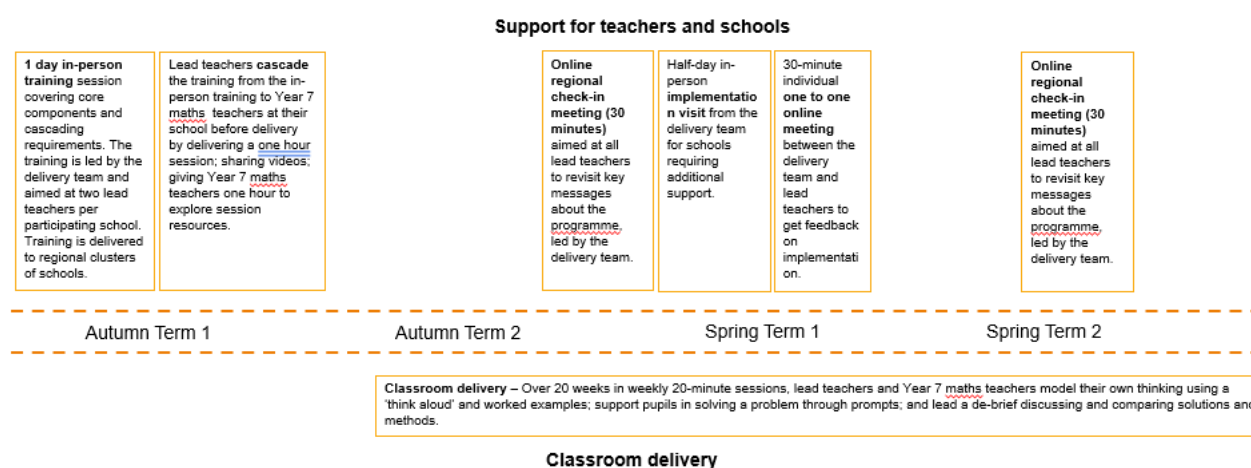 Support for teachers and schools
1 day in-person
training session
covering core
components and
cascading
requirements. The
training is led by the
delivery team and
aimed at two lead
teachers per
participating school.
Training is delivered
to regional clusters
of schools.
Lead teachers cascade
the training from the in-
person training to Year 7
maths teachers at their
school before delivery
by delivering a one hour
session; sharing videos;
giving Year 7 maths
teachers one hour to
explore session
resources.
Online
regional
check-in
meeting (30
minutes)
aimed at all
lead teachers
to revisit key
messages
about the
programme,
led by the
delivery team.
Half-day in-
person
implementatio
n visit from the
delivery team
for schools
requiring
additional
support.
30-minute
individual
one to one
online
meeting
between the
delivery
team and
lead
teachers to
get feedback
on
implementati
on.
Online
regional
check-in
meeting (30
minutes)
aimed at all
lead teachers
to revisit key
messages
about the
programme,
led by the
delivery team.
Autumn Term 1
Autumn Term 2
Spring Term 1
Spring Term 2
Classroom delivery – Over 20 weeks in weekly 20-minute sessions, lead teachers and Year 7 maths teachers model their own thinking using a
'think aloud' and worked examples; support pupils in solving a problem through prompts; and lead a de-brief discussing and comparing solutions and
methods.
Classroom delivery